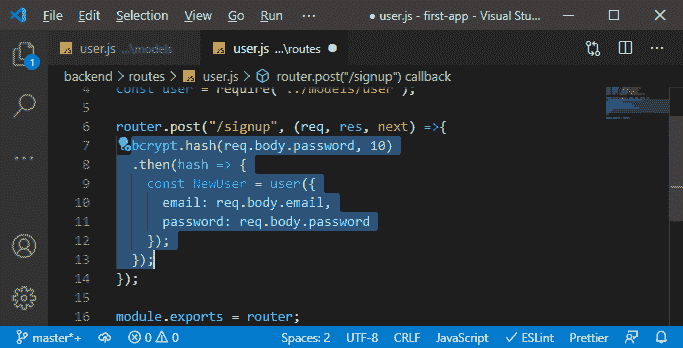 File Edit View Go Run ... ● user.js - first-app - Visual Stu...
JS user.js ...\models JS user.js ...\routes ●
backend > routes > JS user.js > router.post("/signup") callback
4 const user = require("../models/user");
5
6 router.post("/signup", (req, res, next) =>{
7 bcrypt.hash(req.body.password, 10)
8 .then(hash => {
9 const NewUser = user({
10 email: req.body.email,
11 password: req.body.password
12 });
13 });
14 });
15
16 module.exports = router;
1
master*+ 0 0 Spaces: 2 UTF-8 CRLF JavaScript ESLint Prettier